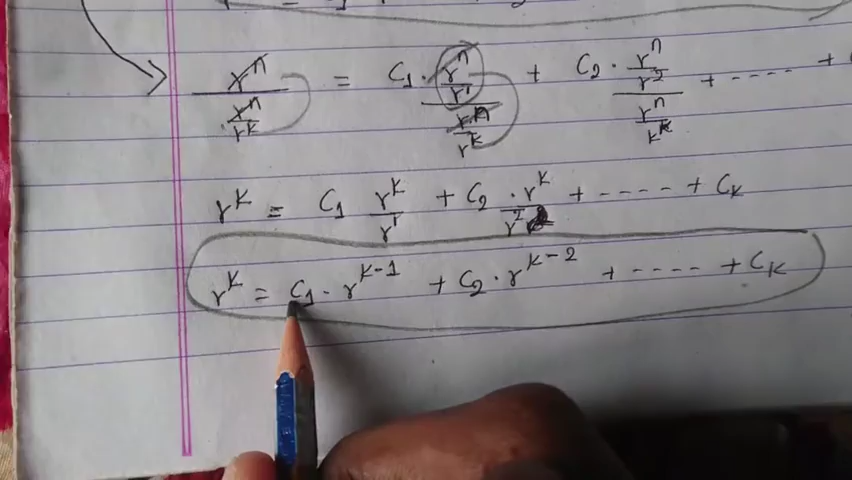 r^n / (r^n / r^k) = C1 · (r^n / r^1) / (r^n / r^k) + C2 · (r^n / r^2) / (r^n / k^k) + ----
r^k = C1 r^k / r^1 + C2 · r^k / r^2 + ---- + Ck
r^k = C1 · r^k-1 + C2 · r^k-2 + ---- + Ck